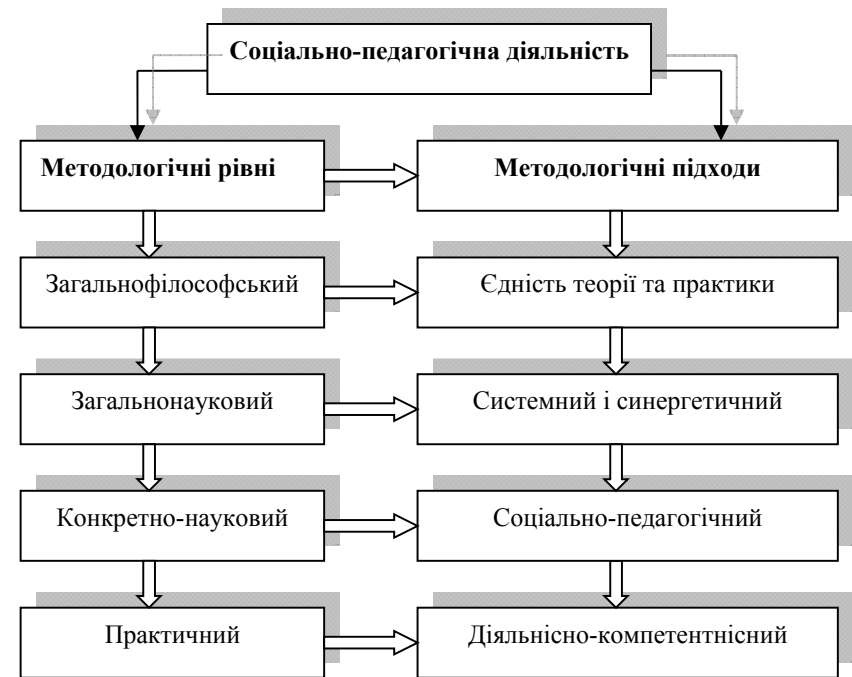 Соціально-педагогічна діяльність
Методологічні рівні
Методологічні підходи
Загальнофілософський
Єдність теорії та практики
Загальнонауковий
Системний і синергетичний
Конкретно-науковий
Соціально-педагогічний
Практичний
Діяльнісно-компетентнісний